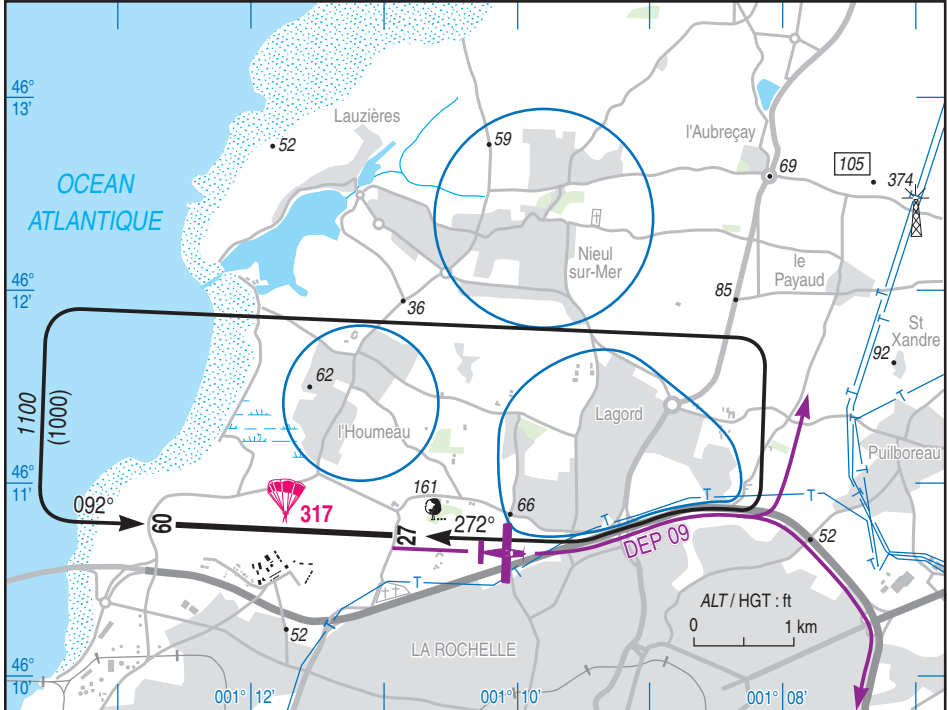 46°
13'
Lauzières
52
59
l'Aubreçay
69
105
374
OCEAN
ATLANTIQUE
Nieul
sur-Mer
le
Payaud
46°
12'
36
85
St
Xandre
92
62
1100
(1000)
l'Houmeau
Lagord
Puilboreau
46°
11'
T
T
T
T
T
T
T
T
T
161
092°
09
317
27
272°
66
DEP 09
52
ALT / HGT : ft
0
1 km
52
LA ROCHELLE
46°
10'
001° 12'
001° 10'
001° 08'